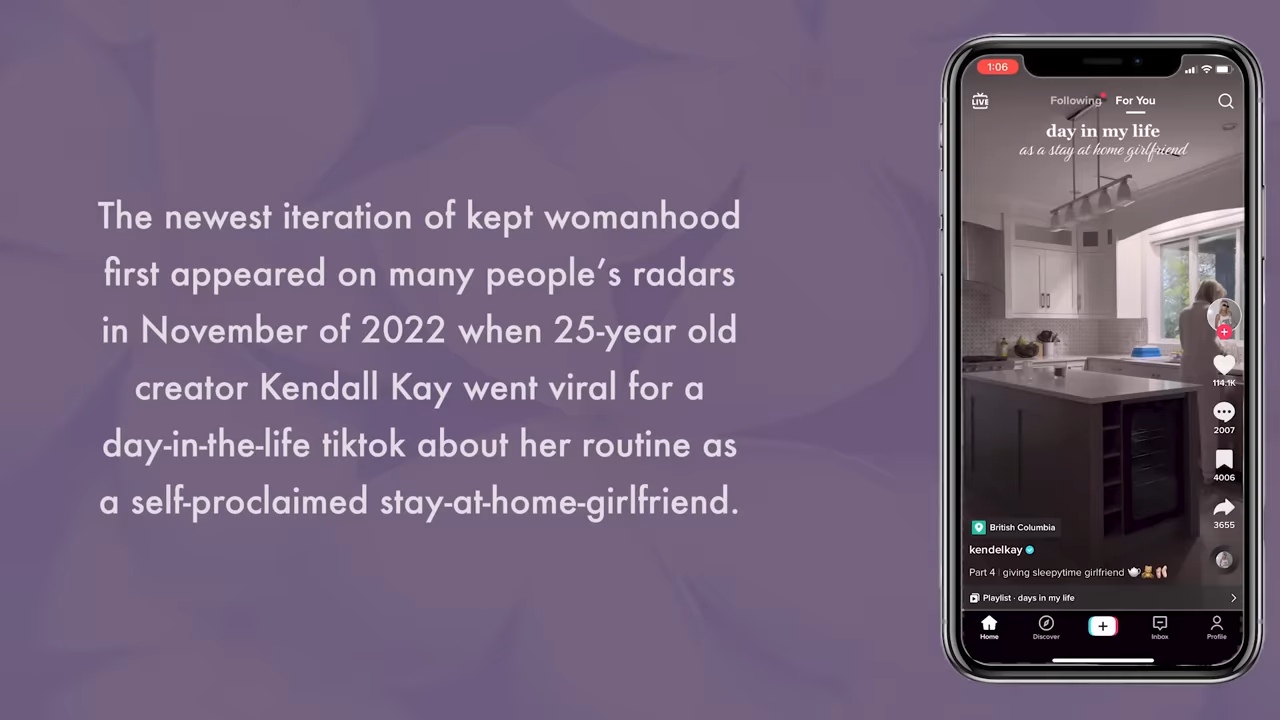 The newest iteration of kept womanhood
first appeared on many people's radars
in November of 2022 when 25-year old
creator Kendall Kay went viral for a
day-in-the-life tiktok about her routine as
a self-proclaimed stay-at-home-girlfriend.
1:06
LIVE
Following For You
day in my life
as a stay at home girlfriend
114.1K
2007
4006
3655
British Columbia
kendelkay
Part 4 | giving sleepytime girlfriend 🫖🧸👣
Playlist · days in my life
Home Discover Inbox Profile